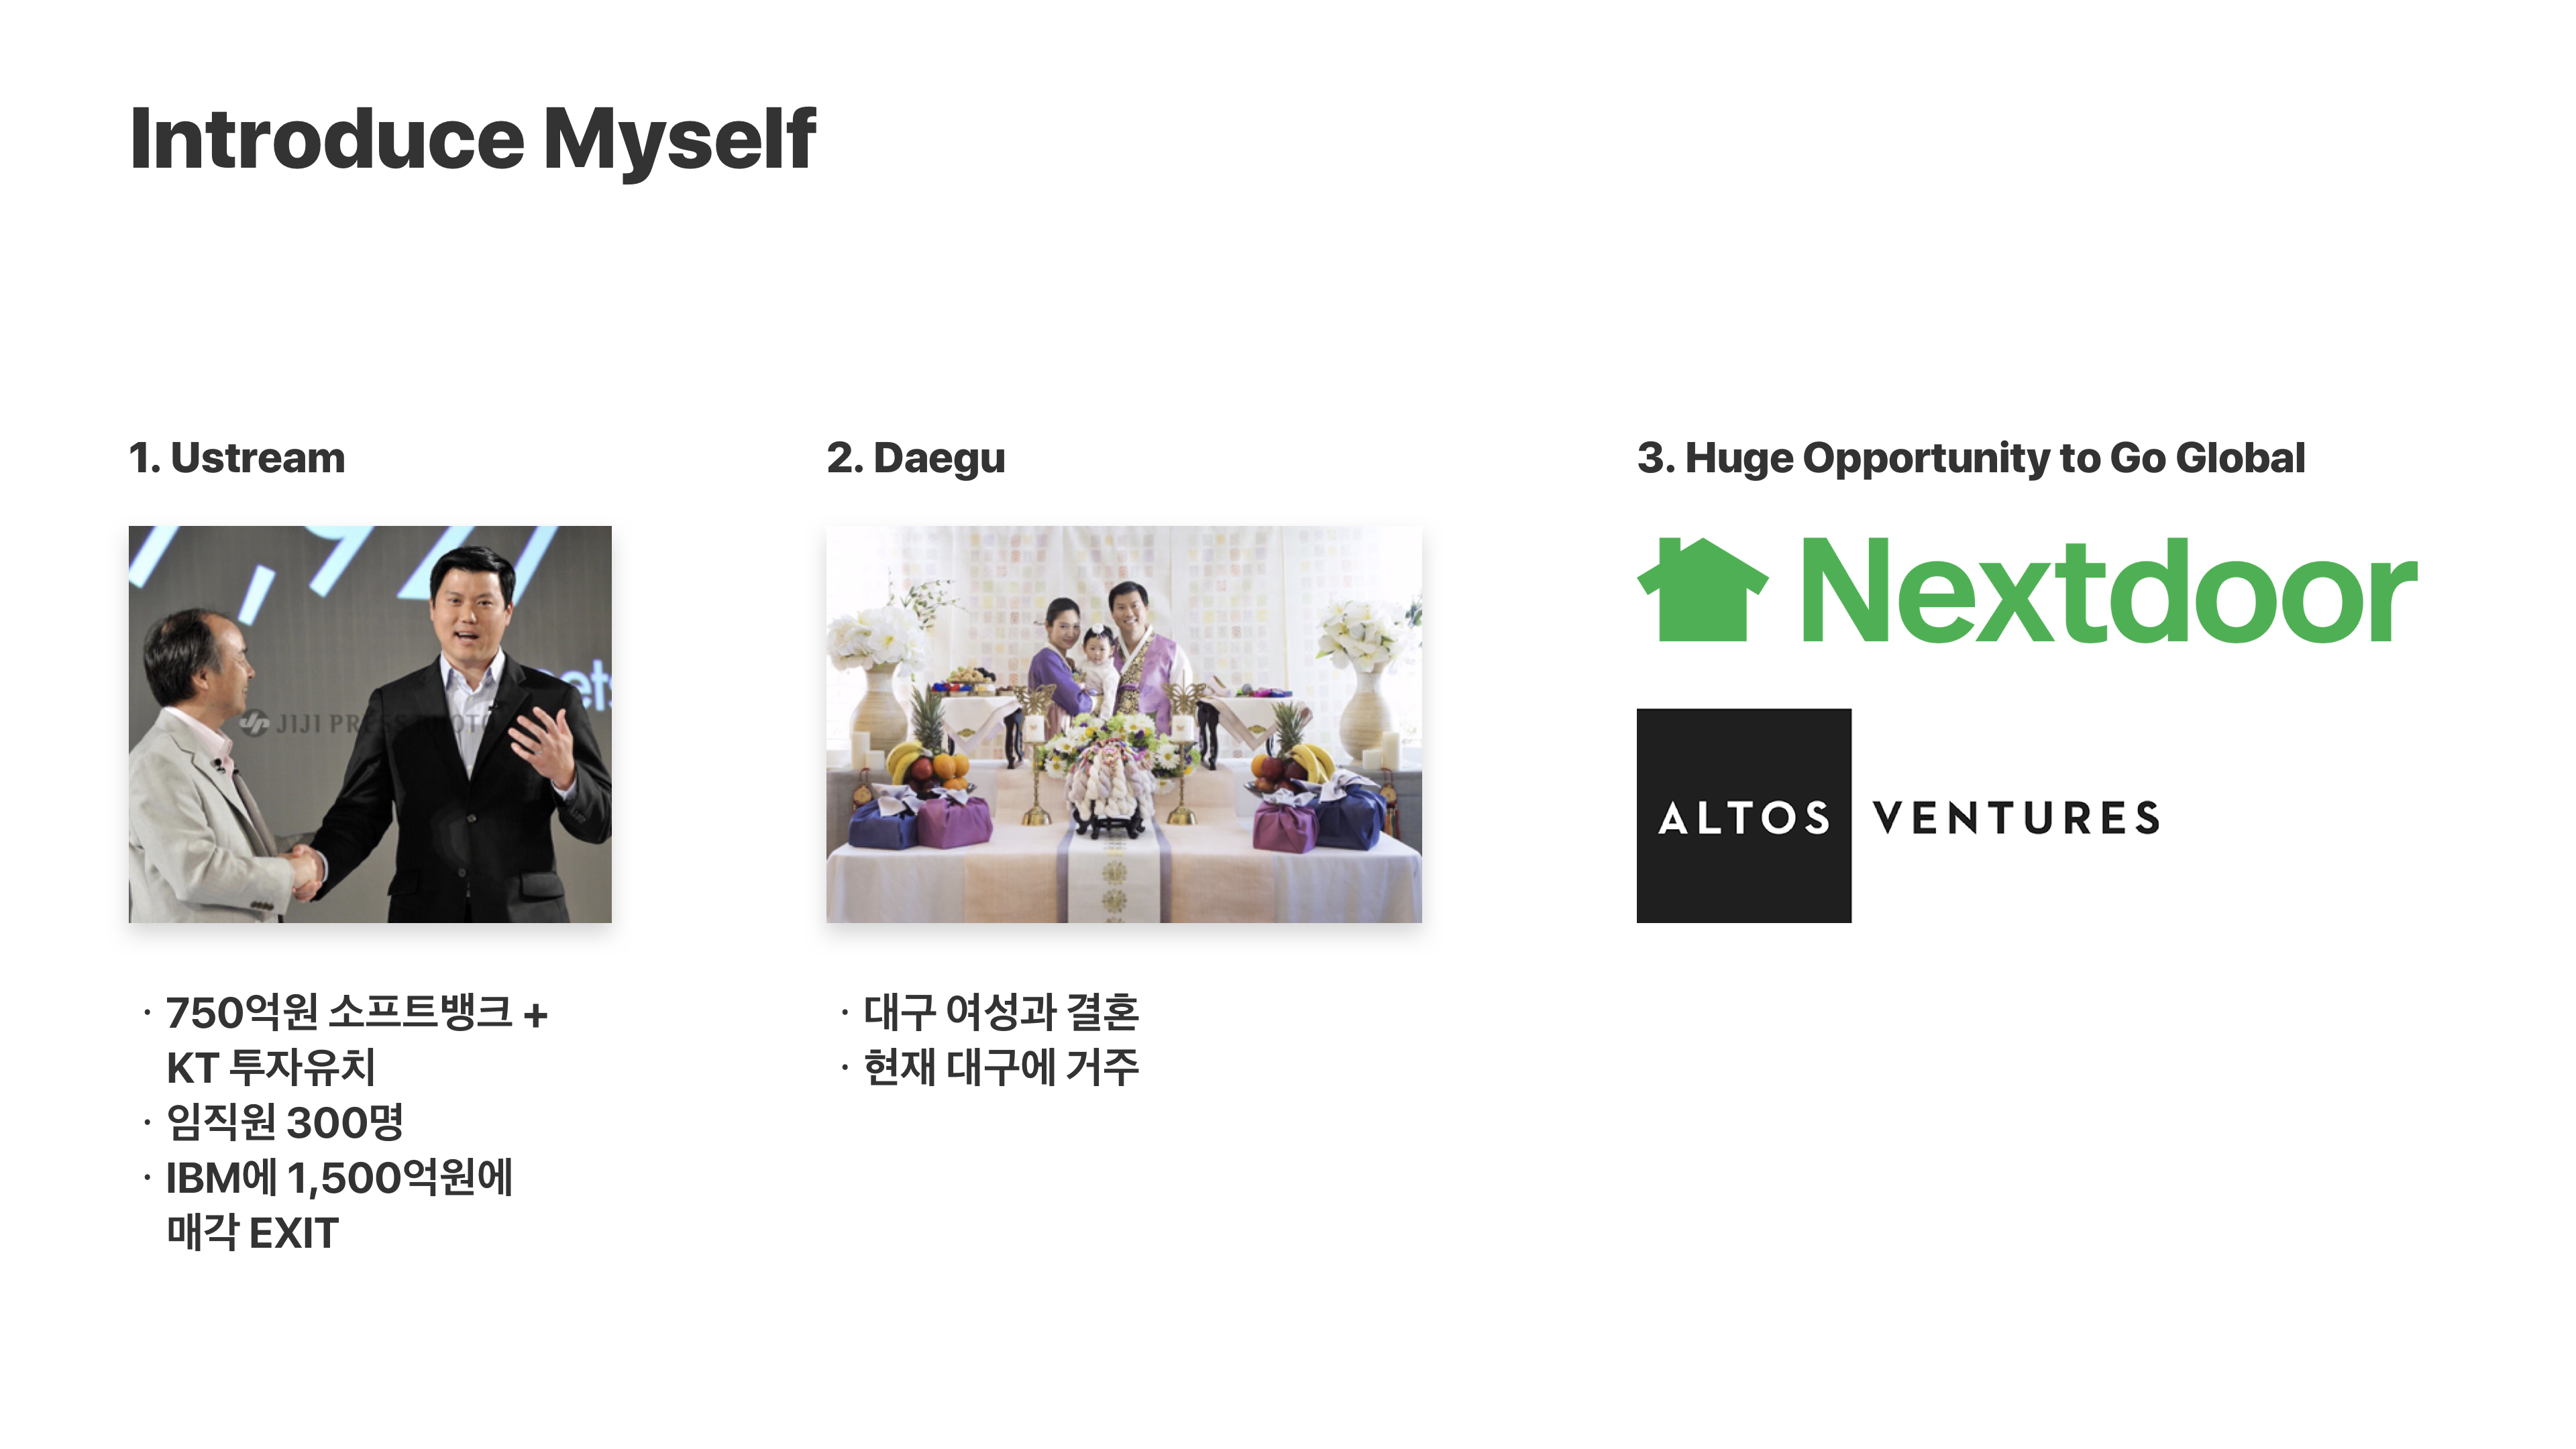 Introduce Myself
1. Ustream
JIJI PRESS PHOTO
· 750억원 소프트뱅크 +
KT 투자유치
· 임직원 300명
· IBM에 1,500억원에
매각 EXIT
2. Daegu
· 대구 여성과 결혼
· 현재 대구에 거주
3. Huge Opportunity to Go Global
Nextdoor
ALTOS VENTURES